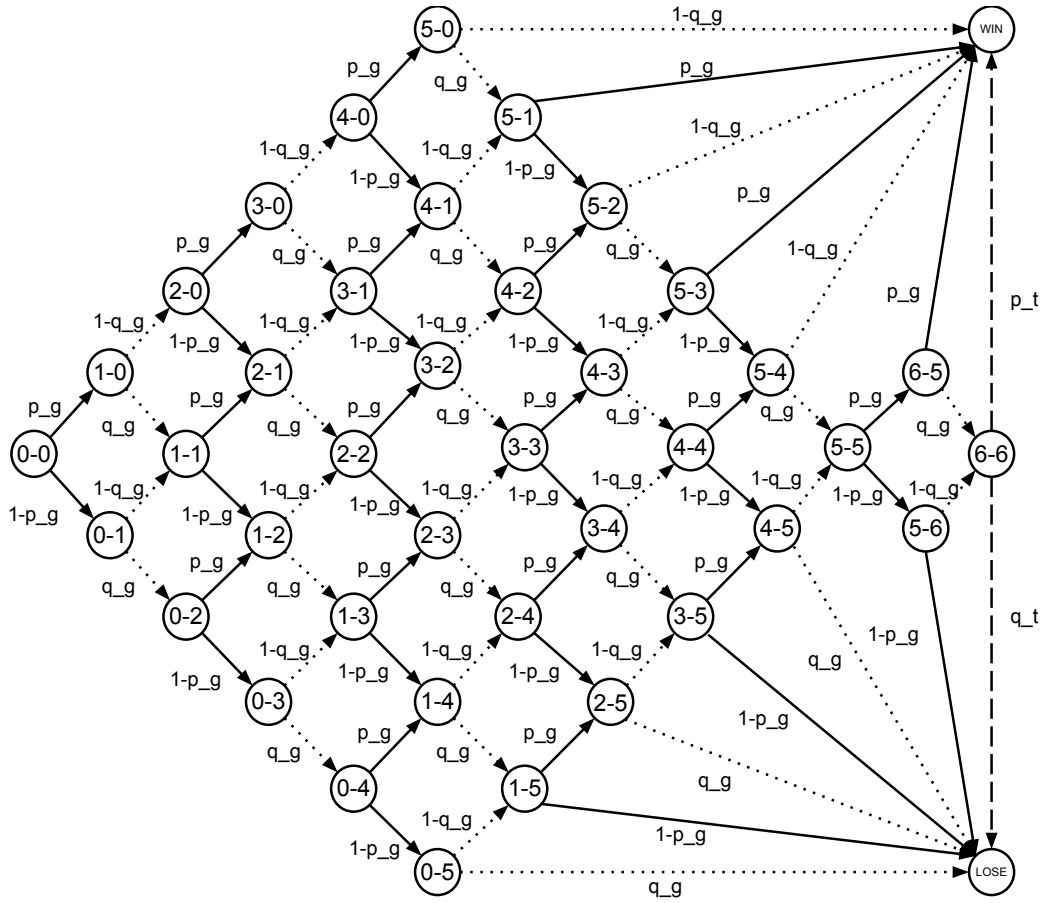 1-q_g
5-0
WIN
p_g
q_g
p_g
4-0
5-1
1-q_g
1-q_g
1-q_g
1-p_g
1-p_g
3-0
4-1
5-2
p_g
p_g
q_g
p_g
q_g
p_g
q_g
1-q_g
2-0
3-1
4-2
5-3
p_g
p_t
1-q_g
1-q_g
1-q_g
1-q_g
1-p_g
1-p_g
1-p_g
1-p_g
1-0
2-1
3-2
4-3
5-4
6-5
p_g
p_g
p_g
p_g
p_g
p_g
q_g
q_g
q_g
q_g
q_g
q_g
0-0
1-1
2-2
3-3
4-4
5-5
6-6
1-q_g
1-q_g
1-q_g
1-q_g
1-q_g
1-q_g
1-p_g
1-p_g
1-p_g
1-p_g
1-p_g
1-p_g
0-1
1-2
2-3
3-4
4-5
5-6
q_g
p_g
q_g
p_g
q_g
p_g
0-2
1-3
2-4
3-5
q_t
1-p_g
1-q_g
1-q_g
1-q_g
q_g
1-p_g
1-p_g
1-p_g
0-3
1-4
2-5
q_g
p_g
q_g
p_g
1-p_g
0-4
1-5
q_g
1-q_g
1-p_g
1-p_g
0-5
LOSE
q_g